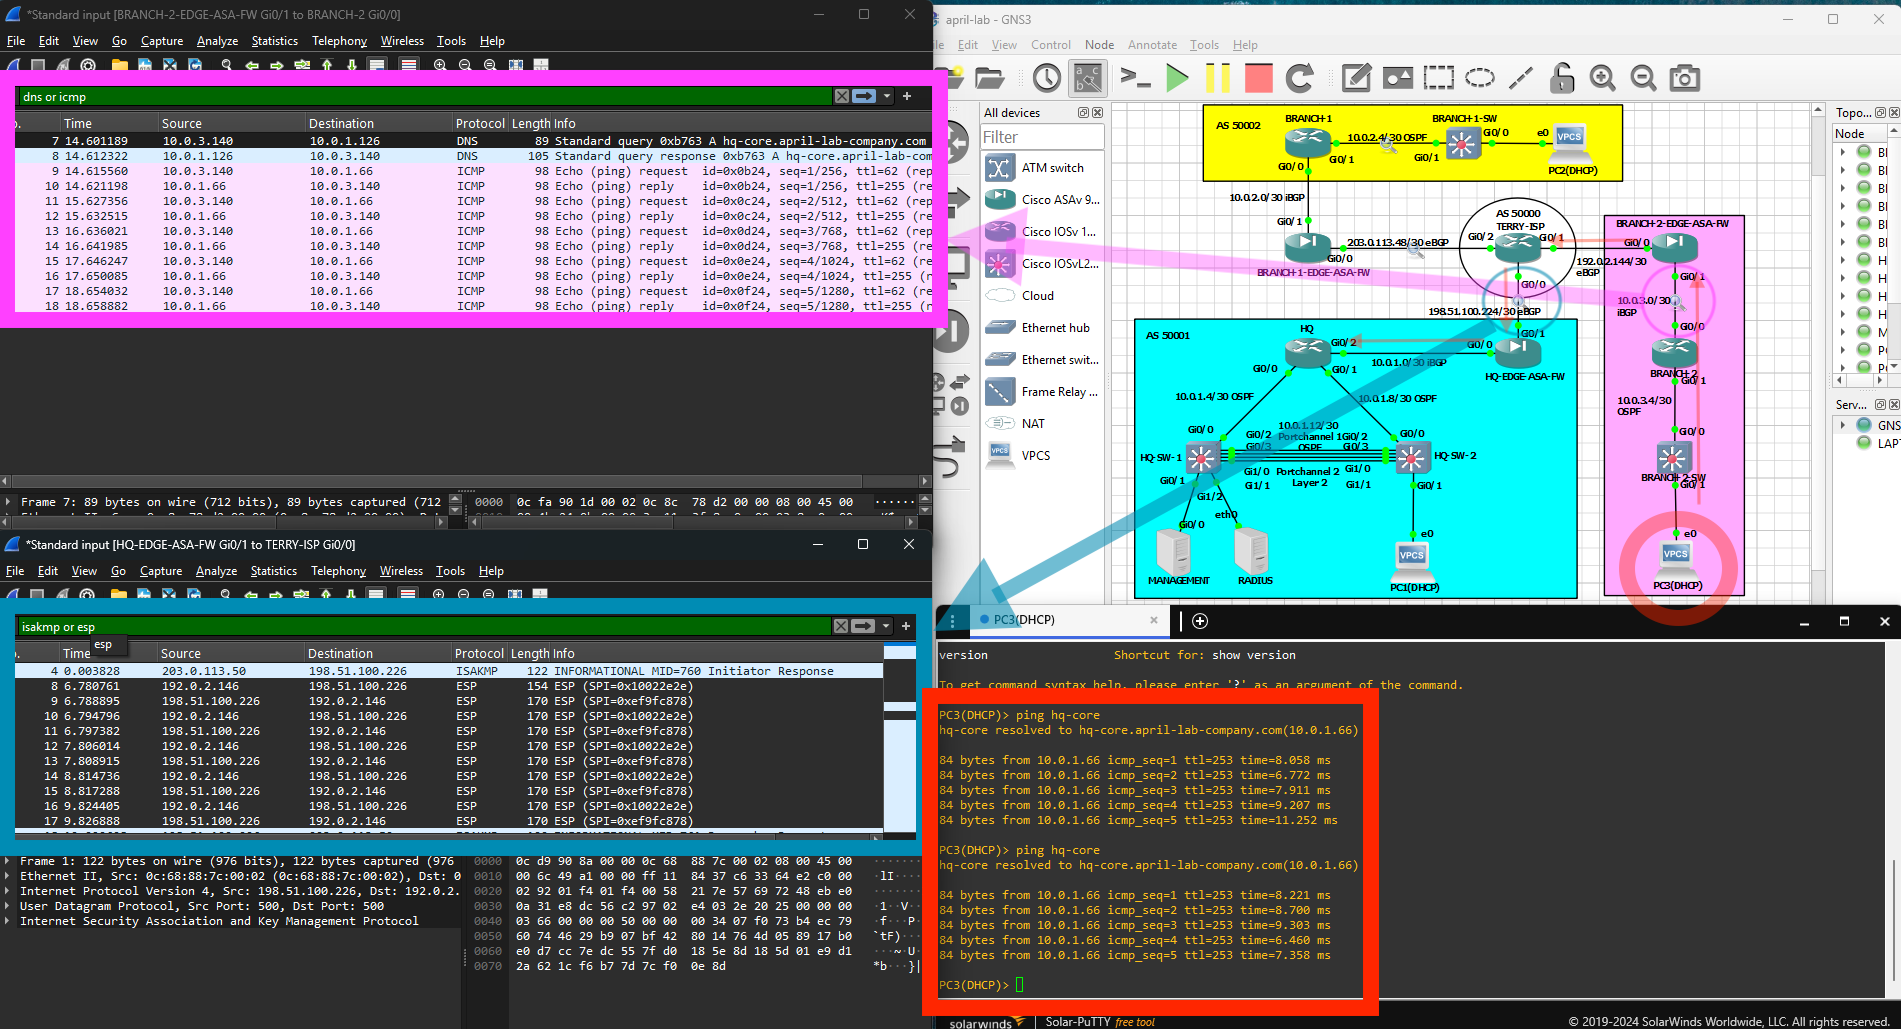 *Standard input [BRANCH-2-EDGE-ASA-FW Gi0/1 to BRANCH-2 Gi0/0]
File Edit View Go Capture Analyze Statistics Telephony Wireless Tools Help
dns or icmp
Time Source Destination Protocol Length Info
7 14.601189 10.0.3.140 10.0.1.126 DNS 89 Standard query 0xb763 A hq-core.april-lab-company.com
8 14.612322 10.0.1.126 10.0.3.140 DNS 105 Standard query response 0xb763 A hq-core.april-lab-com
9 14.615560 10.0.3.140 10.0.1.66 ICMP 98 Echo (ping) request id=0x0b24, seq=1/256, ttl=62 (rep
10 14.621198 10.0.1.66 10.0.3.140 ICMP 98 Echo (ping) reply id=0x0b24, seq=1/256, ttl=255 (re
11 15.627356 10.0.3.140 10.0.1.66 ICMP 98 Echo (ping) request id=0x0c24, seq=2/512, ttl=62 (rep
12 15.632515 10.0.1.66 10.0.3.140 ICMP 98 Echo (ping) reply id=0x0c24, seq=2/512, ttl=255 (re
13 16.636021 10.0.3.140 10.0.1.66 ICMP 98 Echo (ping) request id=0x0d24, seq=3/768, ttl=62 (rep
14 16.641985 10.0.1.66 10.0.3.140 ICMP 98 Echo (ping) reply id=0x0d24, seq=3/768, ttl=255 (re
15 17.646247 10.0.3.140 10.0.1.66 ICMP 98 Echo (ping) request id=0x0e24, seq=4/1024, ttl=62 (re
16 17.650085 10.0.1.66 10.0.3.140 ICMP 98 Echo (ping) reply id=0x0e24, seq=4/1024, ttl=255 (r
17 18.654032 10.0.3.140 10.0.1.66 ICMP 98 Echo (ping) request id=0x0f24, seq=5/1280, ttl=62 (re
18 18.658882 10.0.1.66 10.0.3.140 ICMP 98 Echo (ping) reply id=0x0f24, seq=5/1280, ttl=255 (r
Frame 7: 89 bytes on wire (712 bits), 89 bytes captured (712
0000 0c fa 90 1d 00 02 0c 8c 78 d2 00 00 08 00 45 00
*Standard input [HQ-EDGE-ASA-FW Gi0/1 to TERRY-ISP Gi0/0]
File Edit View Go Capture Analyze Statistics Telephony Wireless Tools Help
isakmp or esp
esp
Time Source Destination Protocol Length Info
4 0.003828 203.0.113.50 198.51.100.226 ISAKMP 122 INFORMATIONAL MID=760 Initiator Response
8 6.780761 192.0.2.146 198.51.100.226 ESP 154 ESP (SPI=0x10022e2e)
9 6.788895 198.51.100.226 192.0.2.146 ESP 170 ESP (SPI=0xef9fc878)
10 6.794796 192.0.2.146 198.51.100.226 ESP 170 ESP (SPI=0x10022e2e)
11 6.797382 198.51.100.226 192.0.2.146 ESP 170 ESP (SPI=0xef9fc878)
12 7.806014 192.0.2.146 198.51.100.226 ESP 170 ESP (SPI=0x10022e2e)
13 7.808915 198.51.100.226 192.0.2.146 ESP 170 ESP (SPI=0xef9fc878)
14 8.814736 192.0.2.146 198.51.100.226 ESP 170 ESP (SPI=0x10022e2e)
15 8.817288 198.51.100.226 192.0.2.146 ESP 170 ESP (SPI=0xef9fc878)
16 9.824405 192.0.2.146 198.51.100.226 ESP 170 ESP (SPI=0x10022e2e)
17 9.826888 198.51.100.226 192.0.2.146 ESP 170 ESP (SPI=0xef9fc878)
Frame 1: 122 bytes on wire (976 bits), 122 bytes captured (976
Ethernet II, Src: 0c:68:88:7c:00:02 (0c:68:88:7c:00:02), Dst: 0
Internet Protocol Version 4, Src: 198.51.100.226, Dst: 192.0.2.
User Datagram Protocol, Src Port: 500, Dst Port: 500
Internet Security Association and Key Management Protocol
0000 0c d9 90 8a 00 00 0c 68 88 7c 00 02 08 00 45 00
0010 00 6c 49 a1 00 00 ff 11 84 37 c6 33 64 e2 c0 00
0020 02 92 01 f4 01 f4 00 58 21 7e 57 69 72 48 eb e0
0030 0a 31 e8 dc 56 c2 97 02 e4 03 2e 20 25 00 00 00
0040 03 66 00 00 00 50 00 00 00 34 07 f0 73 b4 ec 79
0050 60 74 46 29 b9 07 bf 42 80 14 76 4d 05 89 17 b0
0060 e0 d7 cc 7e dc 55 7f d0 18 5e 8d 18 5d 01 e9 d1
0070 2a 62 1c f6 b7 7d 7c f0 0e 8d
april-lab - GNS3
Edit View Control Node Annotate Tools Help
All devices
Filter
ATM switch
Cisco ASAv 9...
Cisco IOSv 1...
Cisco IOSvL2...
Cloud
Ethernet hub
Ethernet swit...
Frame Relay ...
NAT
VPCS
AS 50002
BRANCH-1
10.0.2.4/30 OSPF
BRANCH-1-SW
Gi0/0
e0
VPCS
Gi0/1
Gi0/1
Gi0/0
PC2(DHCP)
10.0.2.0/30 iBGP
Gi0/1
203.0.113.48/30 eBGP
Gi0/0
BRANCH-1-EDGE-ASA-FW
AS 50000
TERRY-ISP
Gi0/2
Gi0/1
Gi0/0
198.51.100.224/30 eBGP
BRANCH-2-EDGE-ASA-FW
Gi0/0
192.0.2.144/30
eBGP
Gi0/1
10.0.3.0/30
iBGP
Gi0/0
BRANCH-2
Gi0/1
10.0.3.4/30
OSPF
Gi0/0
BRANCH-2-SW
Gi0/1
e0
VPCS
PC3(DHCP)
AS 50001
HQ
Gi0/2
10.0.1.0/30 iBGP
Gi0/0
Gi0/1
HQ-EDGE-ASA-FW
Gi0/0
Gi0/1
10.0.1.4/30 OSPF
10.0.1.8/30 OSPF
Gi0/0
Gi0/2
Gi0/3
10.0.1.12/30
Portchannel 1
OSPF
Gi0/2
Gi0/3
Gi0/0
HQ-SW-1
HQ-SW-2
Gi1/0
Gi1/1
Portchannel 2
Layer 2
Gi1/0
Gi1/1
Gi0/1
Gi1/2
Gi0/1
Gi0/0
eth0
e0
VPCS
MANAGEMENT
RADIUS
PC1(DHCP)
Topo...
Node
Serv...
GNS
LAPT
PC3(DHCP)
version Shortcut for: show version
To get command syntax help, please enter '?' as an argument of the command.
PC3(DHCP)> ping hq-core
hq-core resolved to hq-core.april-lab-company.com(10.0.1.66)
84 bytes from 10.0.1.66 icmp_seq=1 ttl=253 time=8.058 ms
84 bytes from 10.0.1.66 icmp_seq=2 ttl=253 time=6.772 ms
84 bytes from 10.0.1.66 icmp_seq=3 ttl=253 time=7.911 ms
84 bytes from 10.0.1.66 icmp_seq=4 ttl=253 time=9.207 ms
84 bytes from 10.0.1.66 icmp_seq=5 ttl=253 time=11.252 ms
PC3(DHCP)> ping hq-core
hq-core resolved to hq-core.april-lab-company.com(10.0.1.66)
84 bytes from 10.0.1.66 icmp_seq=1 ttl=253 time=8.221 ms
84 bytes from 10.0.1.66 icmp_seq=2 ttl=253 time=8.700 ms
84 bytes from 10.0.1.66 icmp_seq=3 ttl=253 time=9.303 ms
84 bytes from 10.0.1.66 icmp_seq=4 ttl=253 time=6.460 ms
84 bytes from 10.0.1.66 icmp_seq=5 ttl=253 time=7.358 ms
PC3(DHCP)>
solarwinds Solar-PuTTY free tool
© 2019-2024 SolarWinds Worldwide, LLC. All rights reserved.